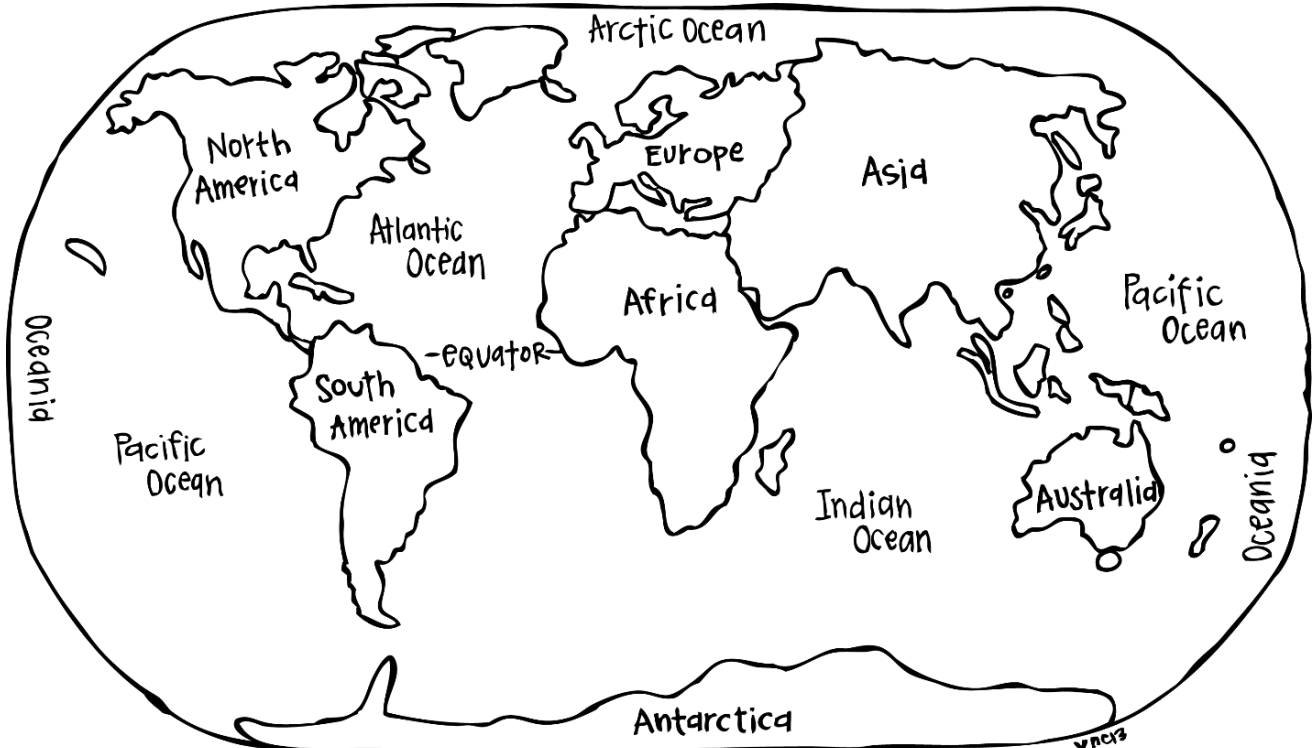 Arctic Ocean
North
America
Europe
Asia
Atlantic
Ocean
Africa
Pacific
Ocean
Oceania
-equator-
South
America
Pacific
Ocean
Indian
Ocean
Australia
Oceania
Antarctica